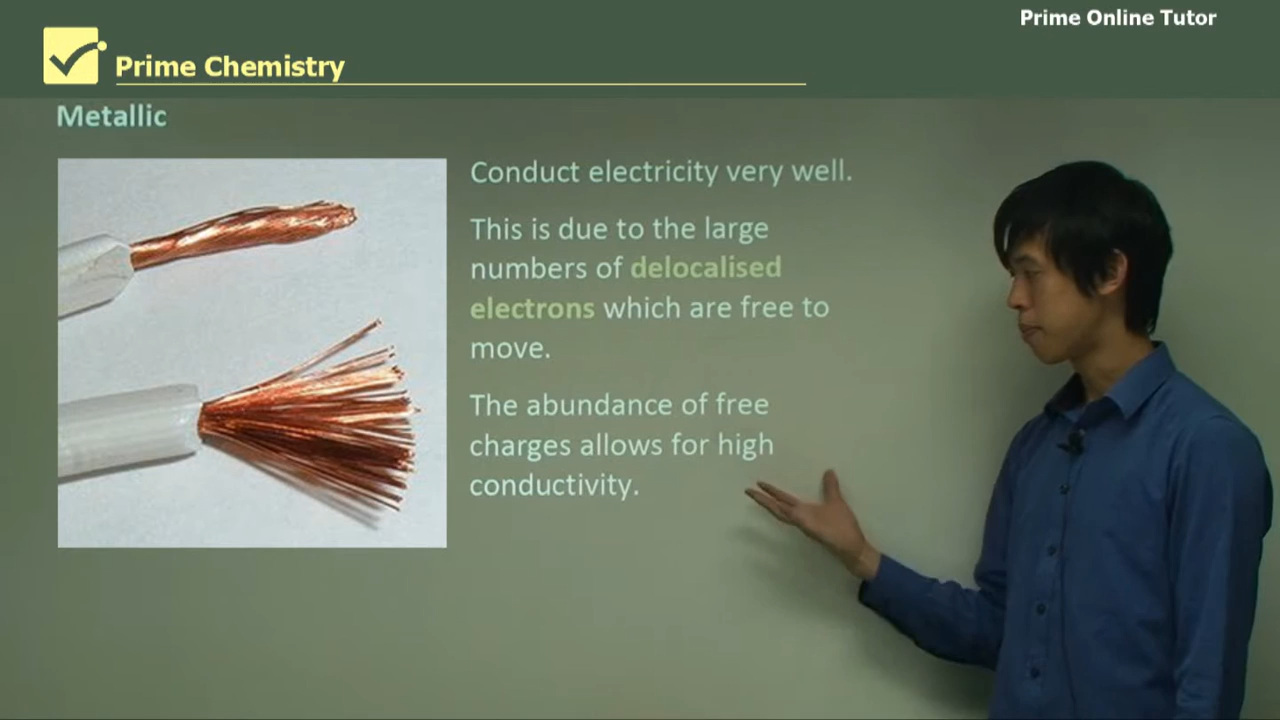 Prime Online Tutor
Prime Chemistry
Metallic
Conduct electricity very well.
This is due to the large
numbers of delocalised
electrons which are free to
move.
The abundance of free
charges allows for high
conductivity.